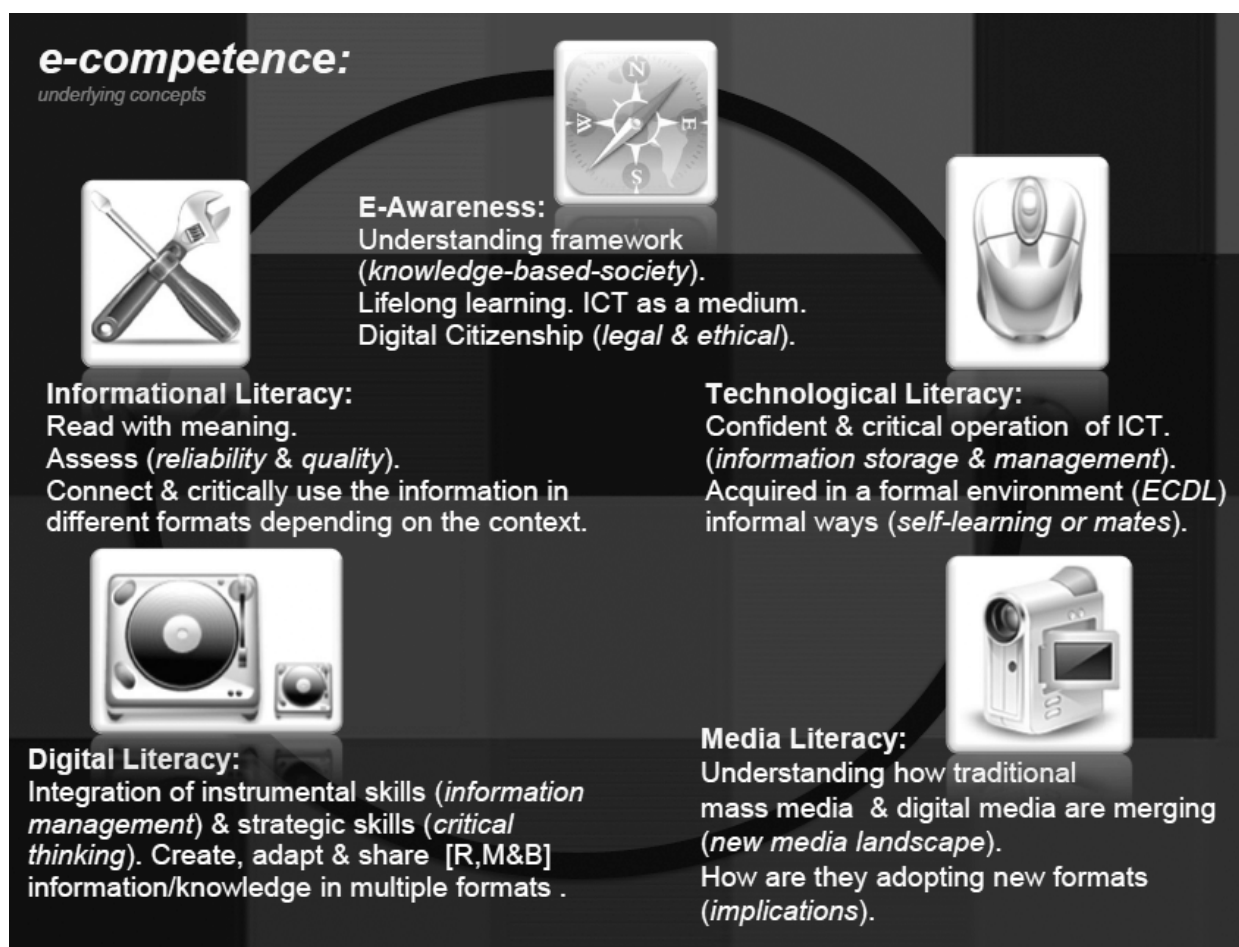 e-competence:
underlying concepts
N
W
E
S
E-Awareness:
Understanding framework
(knowledge-based-society).
Lifelong learning. ICT as a medium.
Digital Citizenship (legal & ethical).
Informational Literacy:
Read with meaning.
Assess (reliability & quality).
Connect & critically use the information in
different formats depending on the context.
Technological Literacy:
Confident & critical operation of ICT.
(information storage & management).
Acquired in a formal environment (ECDL)
informal ways (self-learning or mates).
Digital Literacy:
Integration of instrumental skills (information
management) & strategic skills (critical
thinking). Create, adapt & share [R,M&B]
information/knowledge in multiple formats .
Media Literacy:
Understanding how traditional
mass media & digital media are merging
(new media landscape).
How are they adopting new formats
(implications).